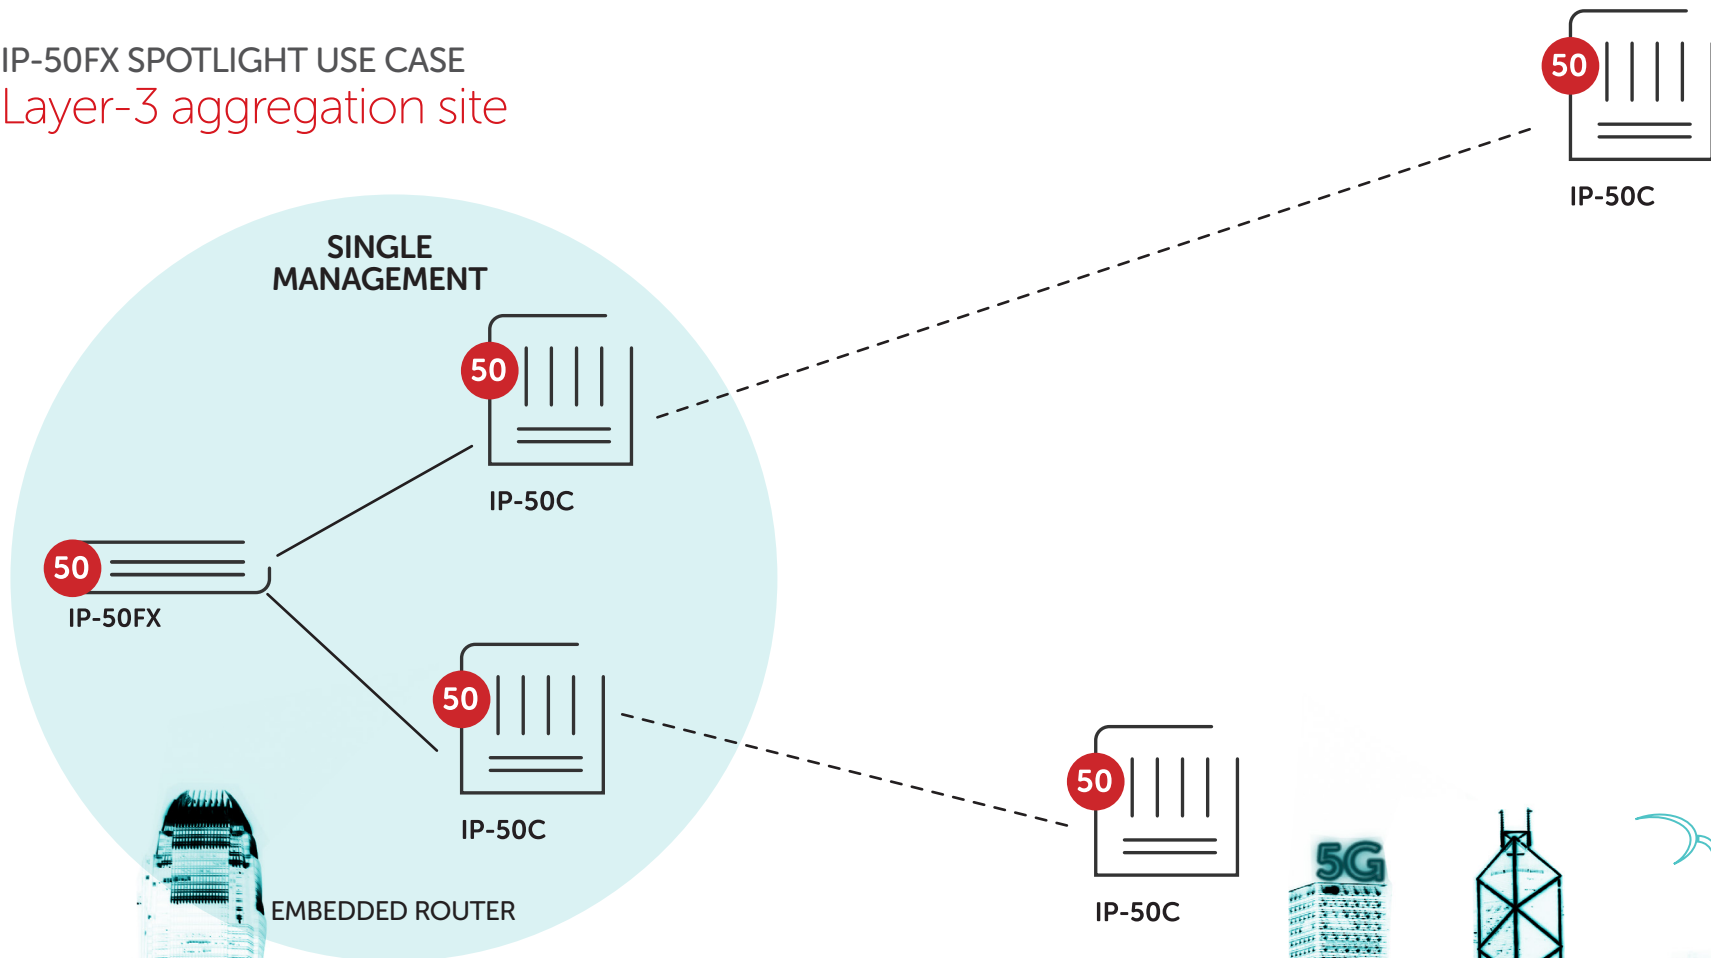 IP-50FX SPOTLIGHT USE CASE
Layer-3 aggregation site
50
IP-50C
SINGLE
MANAGEMENT
50
IP-50C
50
IP-50FX
50
IP-50C
50
IP-50C
5G
EMBEDDED ROUTER